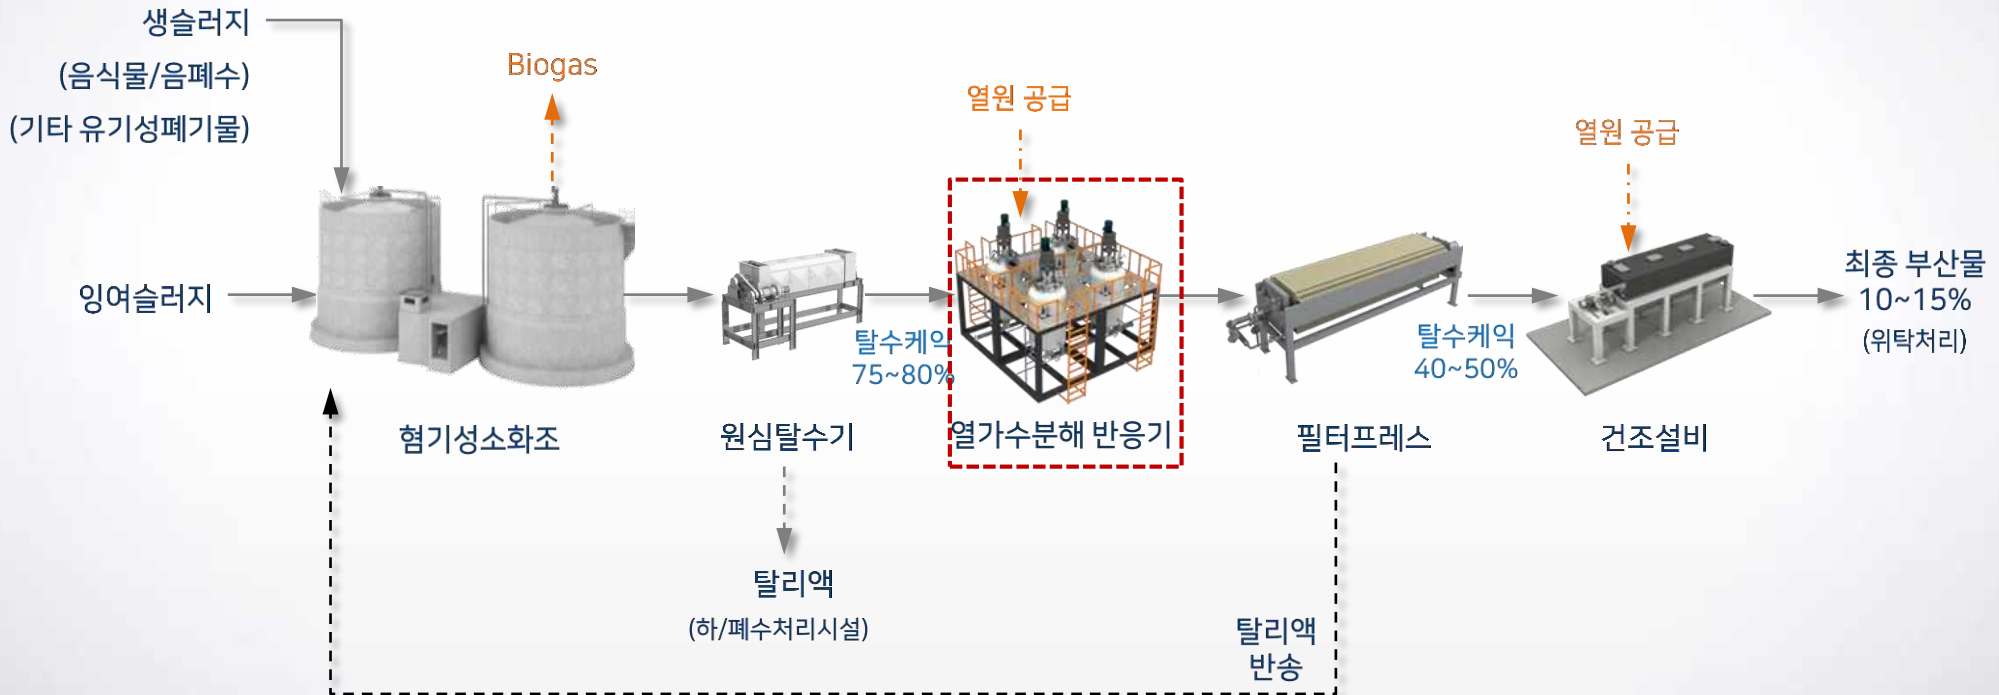 생슬러지
(음식물/음폐수)
(기타 유기성폐기물)
Biogas
열원 공급
열원 공급
잉여슬러지
탈수케익
75~80%
탈수케익
40~50%
최종 부산물
10~15%
(위탁처리)
혐기성소화조
원심탈수기
열가수분해 반응기
필터프레스
건조설비
탈리액
(하/폐수처리시설)
탈리액
반송